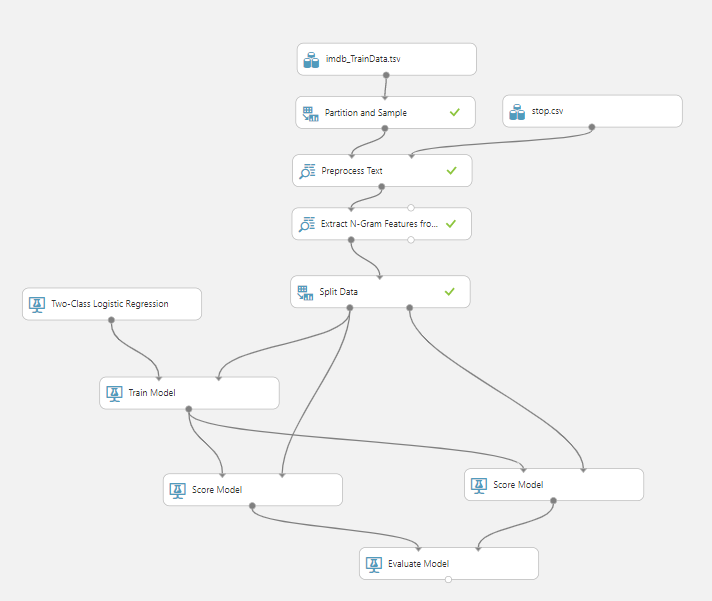 imdb_TrainData.tsv
Partition and Sample
stop.csv
Preprocess Text
Extract N-Gram Features fro...
Split Data
Two-Class Logistic Regression
Train Model
Score Model
Score Model
Evaluate Model